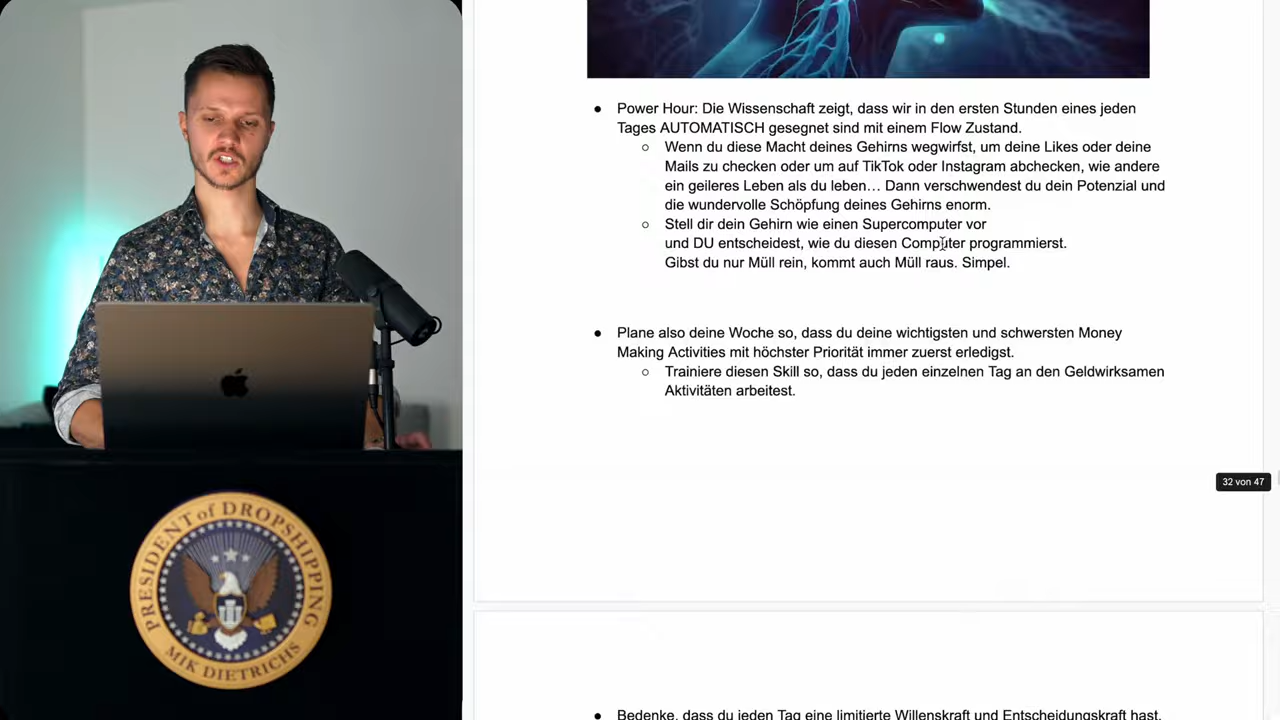 PRESIDENT of DROPSHIPPING
MIK DIETRICHS
● Power Hour: Die Wissenschaft zeigt, dass wir in den ersten Stunden eines jeden
Tages AUTOMATISCH gesegnet sind mit einem Flow Zustand.
○ Wenn du diese Macht deines Gehirns wegwirfst, um deine Likes oder deine
Mails zu checken oder um auf TikTok oder Instagram abchecken, wie andere
ein geileres Leben als du leben… Dann verschwendest du dein Potenzial und
die wundervolle Schöpfung deines Gehirns enorm.
○ Stell dir dein Gehirn wie einen Supercomputer vor
und DU entscheidest, wie du diesen Computer programmierst.
Gibst du nur Müll rein, kommt auch Müll raus. Simpel.
● Plane also deine Woche so, dass du deine wichtigsten und schwersten Money
Making Activities mit höchster Priorität immer zuerst erledigst.
○ Trainiere diesen Skill so, dass du jeden einzelnen Tag an den Geldwirksamen
Aktivitäten arbeitest.
32 von 47
● Bedenke, dass du jeden Tag eine limitierte Willenskraft und Entscheidungskraft hast.